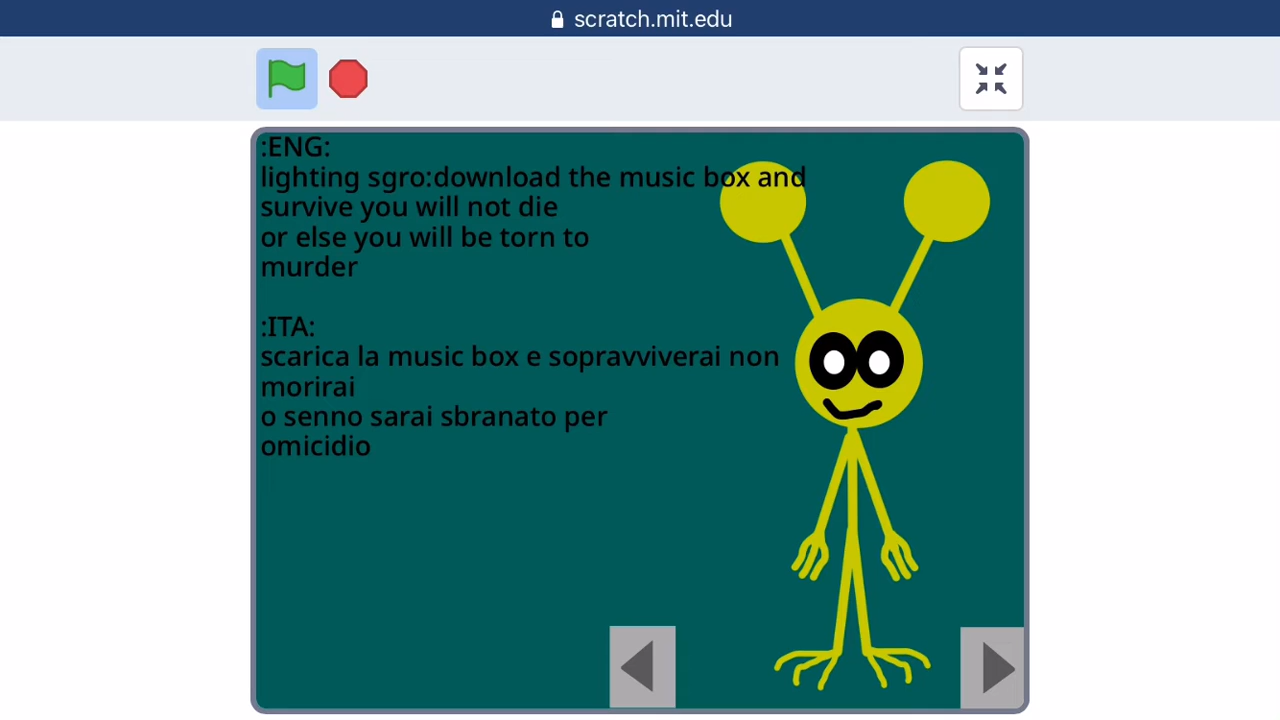 scratch.mit.edu
:ENG:
lighting sgro:download the music box and
survive you will not die
or else you will be torn to
murder
:ITA:
scarica la music box e sopravviverai non
morirai
o senno sarai sbranato per
omicidio